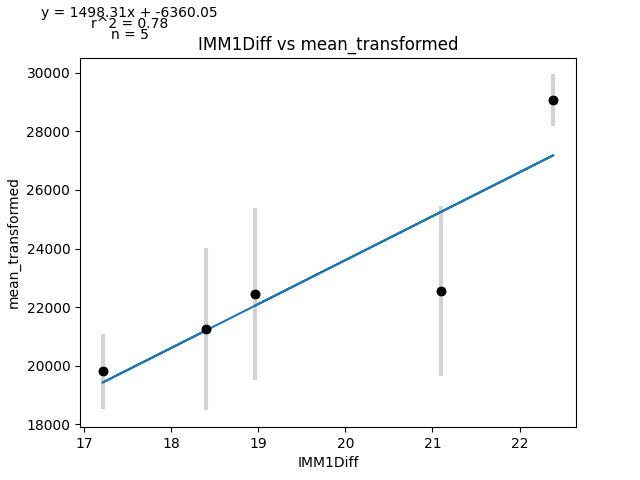 y = 1498.31x + -6360.05
r^2 = 0.78
n = 5
IMM1Diff vs mean_transformed
30000
28000
26000
24000
22000
20000
18000
mean_transformed
17 18 19 20 21 22
IMM1Diff